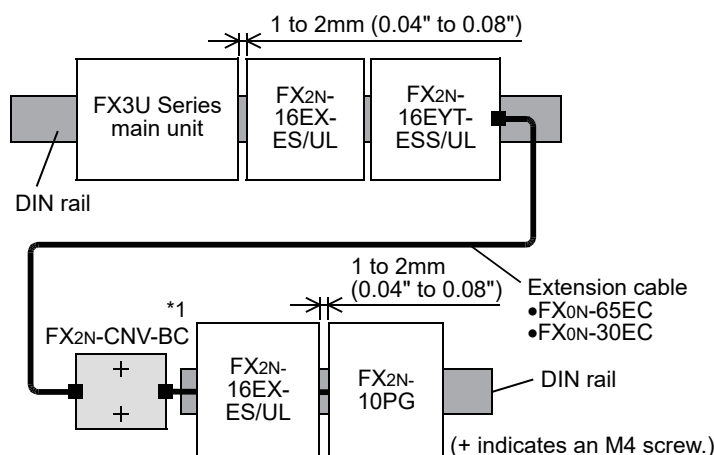 1 to 2mm (0.04" to 0.08")
FX3U Series
main unit
FX2N-
16EX-
ES/UL
FX2N-
16EYT-
ESS/UL
DIN rail
1 to 2mm
(0.04" to 0.08")
Extension cable
•FX0N-65EC
•FX0N-30EC
*1
FX2N-CNV-BC
FX2N-
16EX-
ES/UL
FX2N-
10PG
DIN rail
(+ indicates an M4 screw.)